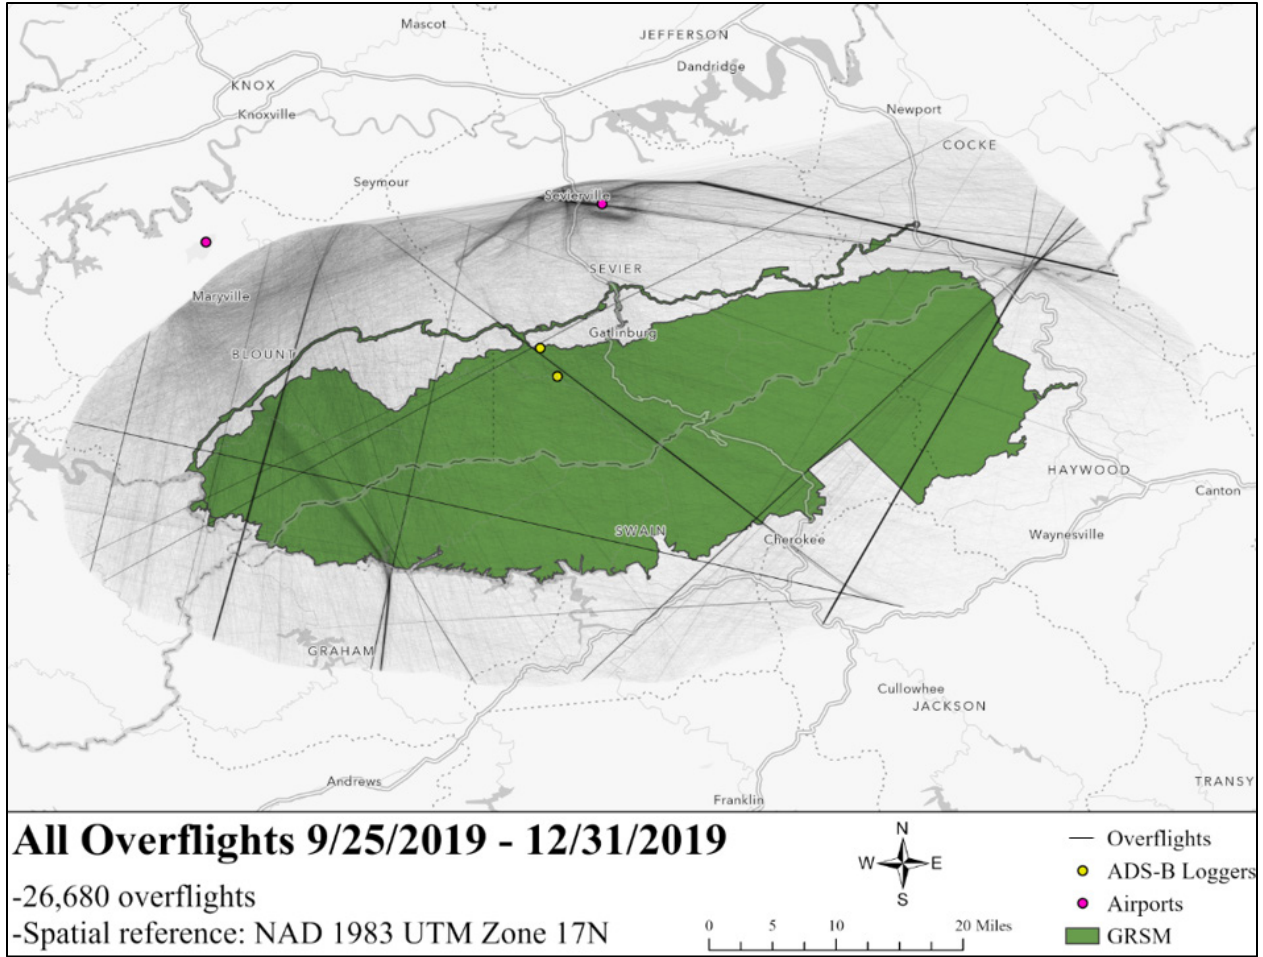 Mascot
JEFFERSON
Dandridge
KNOX
Knoxville
Newport
COCKE
Seymour
Sevierville
SEVIER
Maryville
Gatlinburg
BLOUNT
HAYWOOD
Canton
SWAIN
Cherokee
Waynesville
GRAHAM
Cullowhee
JACKSON
Andrews
TRANSY
Franklin
All Overflights 9/25/2019 - 12/31/2019
-26,680 overflights
-Spatial reference: NAD 1983 UTM Zone 17N
N
W E
S
0 5 10 20 Miles
Overflights
ADS-B Loggers
Airports
GRSM